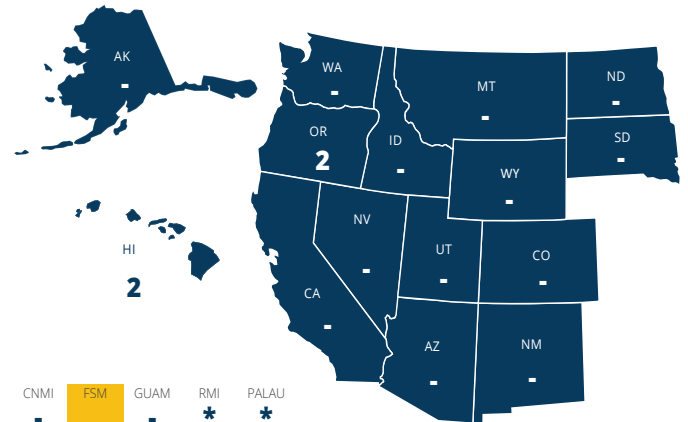 AK
-
WA
-
MT
-
ND
-
OR
2
ID
-
SD
-
WY
-
HI
2
NV
-
UT
-
CO
-
CA
-
AZ
-
NM
-
CNMI FSM GUAM RMI PALAU
- - * *